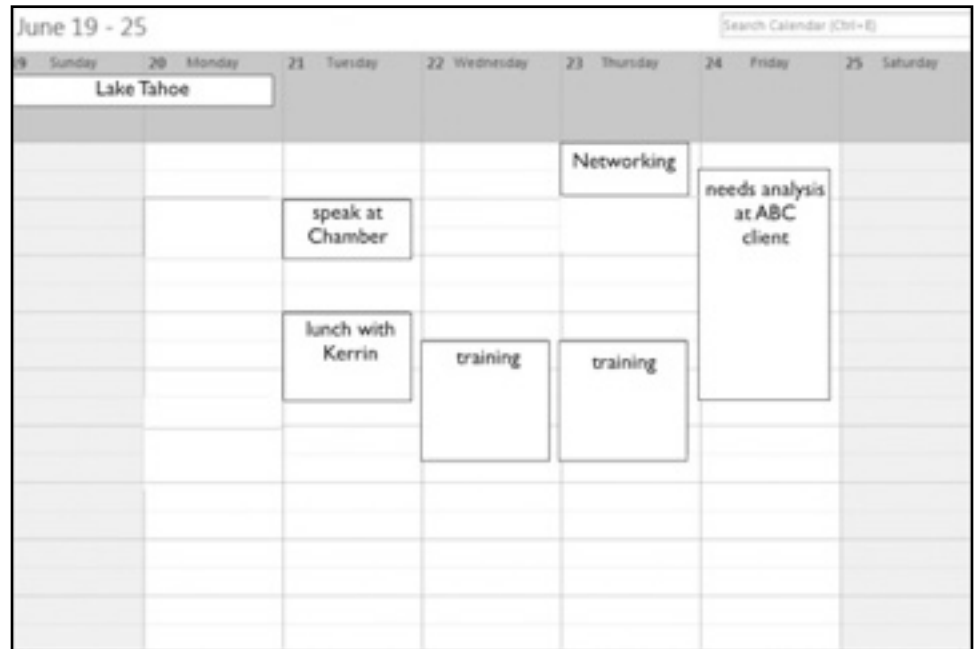 June 19 - 25
Search Calendar (Ctrl+E)
19 Sunday 20 Monday 21 Tuesday 22 Wednesday 23 Thursday 24 Friday 25 Saturday
Lake Tahoe
Networking
needs analysis
at ABC
client
speak at
Chamber
lunch with
Kerrin
training
training